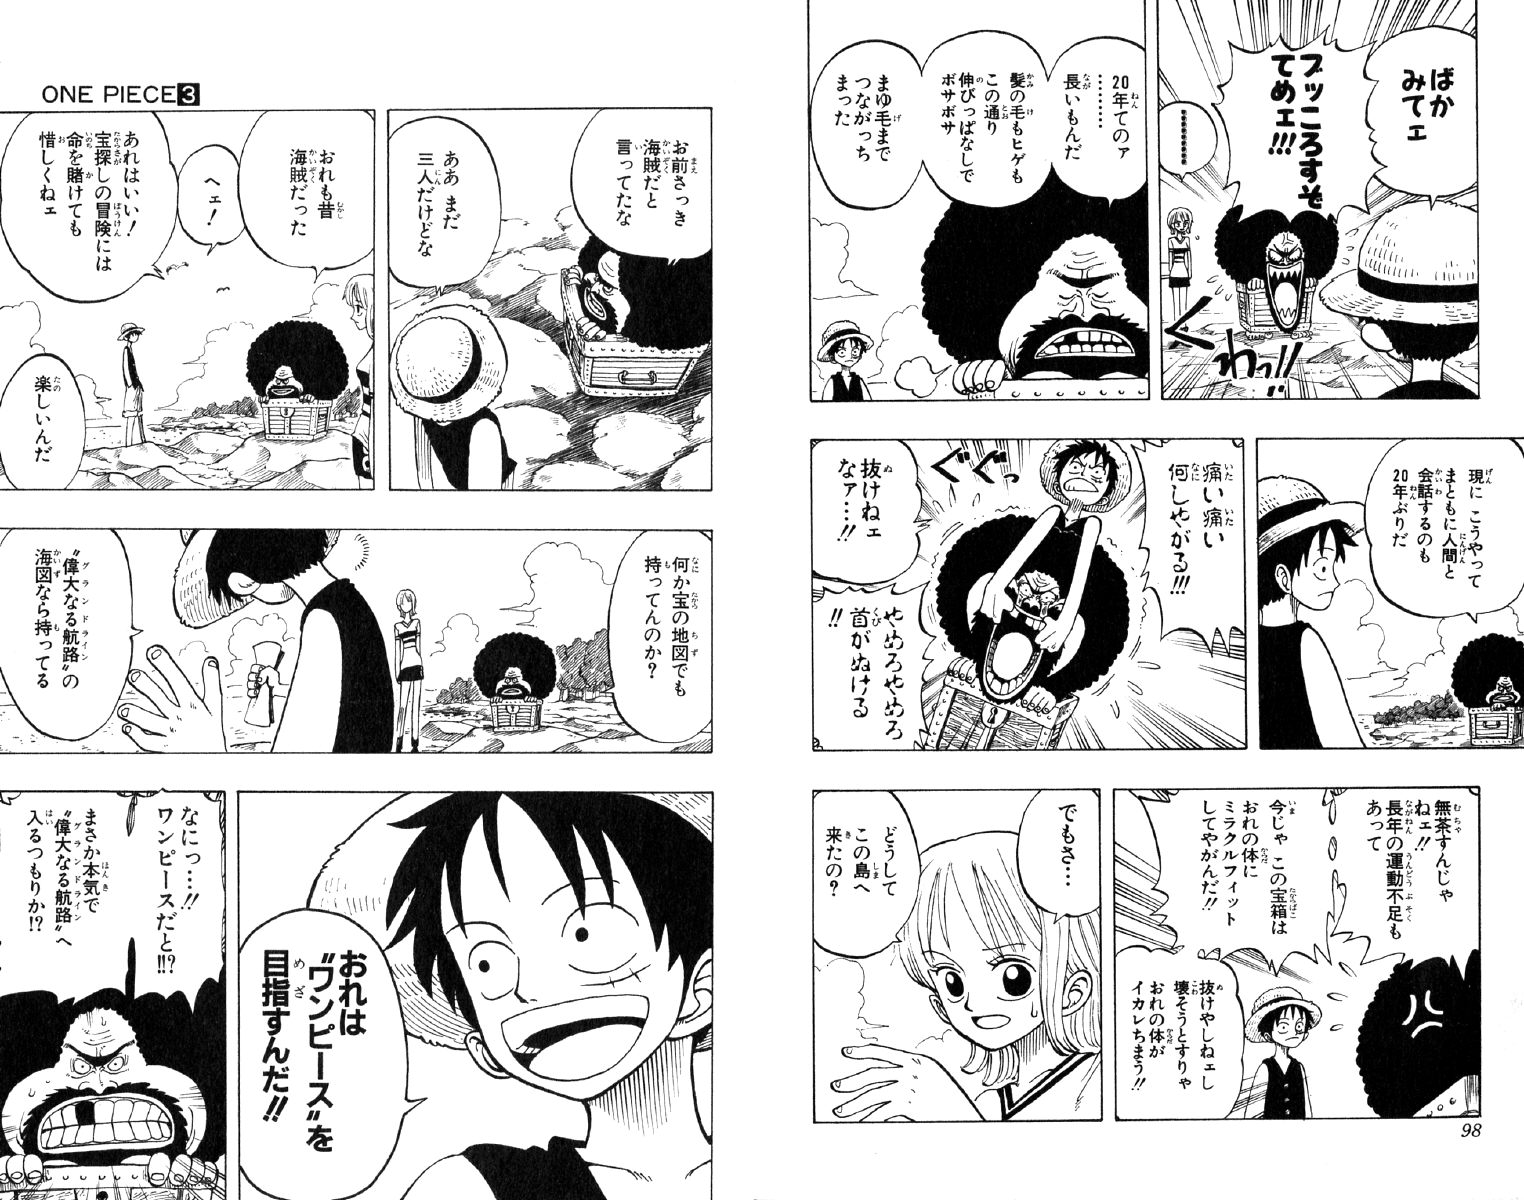 ばか
みてェ
ブッころすぞ
てめェ!!!
…………
くわっ!!
20年てのァ
………
長いもんだ
髪の毛もヒゲも
この通り
伸びっぱなしで
ボサボサ
まゆ毛まで
つながっち
まった
現に こうやって
まともに人間と
会話するのも
20年ぶりだ
痛い痛い
何しやがる!!!
ぐぐっ
抜けねェ
なァ…!!
やめろやめろ
首がぬける
!!
無茶すんじゃ
ねェ!!
長年の運動不足も
あって
今じゃ この宝箱は
おれの体に
ミラクルフィット
してやがんだ!!
抜けやしねェし
壊そうとすりゃ
おれの体が
イカレちまう!!
でもさ…
どうして
この島へ
来たの?
98
ONE PIECE 3
お前さっき
海賊だと
言ってたな
ああ まだ
三人だけどな
おれも昔
海賊だった
へェ!
あれはいい!
宝探しの冒険には
命を賭けても
惜しくねェ
楽しいんだ
何か宝の地図でも
持ってんのか?
"偉大なる航路"の
海図なら持ってる
おれは
"ワンピース"を
目指すんだ!!
なにっ…!!
ワンピースだと!!?
まさか本気で
"偉大なる航路"へ
入るつもりか!?